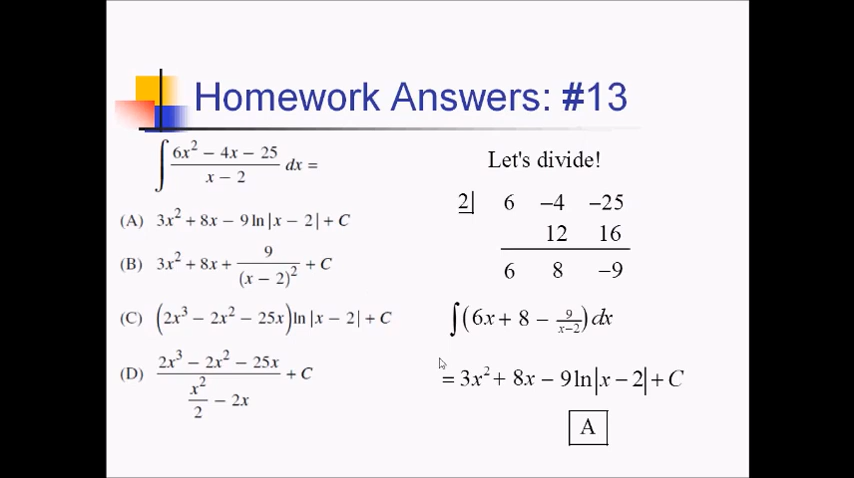 Homework Answers: #13
∫ (6x² − 4x − 25)/(x − 2) dx =
(A) 3x² + 8x − 9 ln |x − 2| + C
(B) 3x² + 8x + 9/(x − 2)² + C
(C) (2x³ − 2x² − 25x) ln |x − 2| + C
(D) (2x³ − 2x² − 25x)/(x²/2 − 2x) + C
Let's divide!
2| 6 −4 −25
12 16
6 8 −9
∫(6x + 8 − 9/(x−2))dx
= 3x² + 8x − 9 ln|x − 2| + C
A